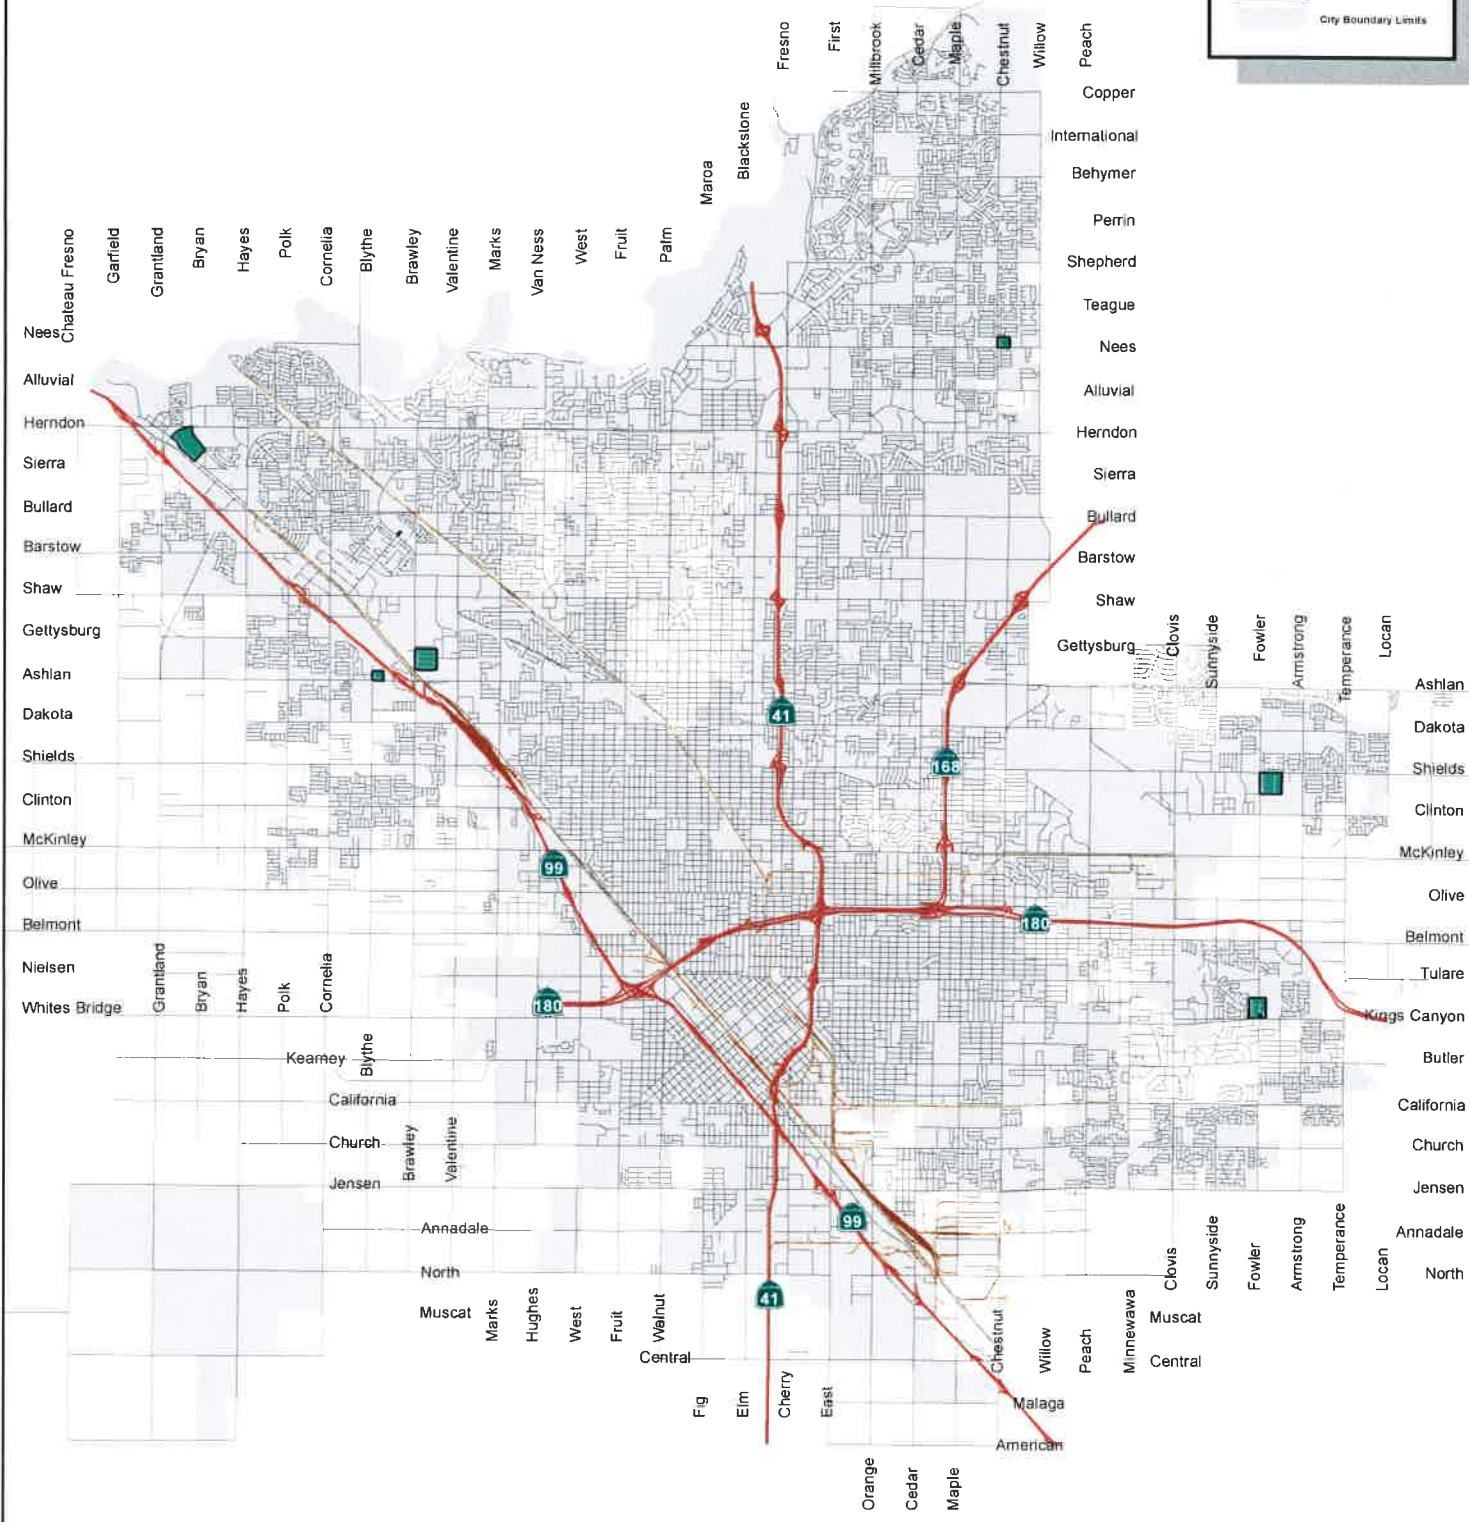 City Boundary Limits
Fresno
First
Millbrook
Cedar
Maple
Chestnut
Willow
Peach
Copper
International
Behymer
Perrin
Shepherd
Teague
Nees
Alluvial
Herndon
Sierra
Bullard
Barstow
Shaw
Gettysburg
Blackstone
Maroa
Chateau Fresno
Garfield
Grantland
Bryan
Hayes
Polk
Cornelia
Blythe
Brawley
Valentine
Marks
Van Ness
West
Fruit
Palm
Nees
Alluvial
Herndon
Sierra
Bullard
Barstow
Shaw
Gettysburg
Ashlan
Dakota
Shields
Clinton
McKinley
Olive
Belmont
Nielsen
Whites Bridge
Clovis
Sunnyside
Fowler
Armstrong
Temperance
Locan
Ashlan
Dakota
Shields
Clinton
McKinley
Olive
Belmont
Tulare
Kings Canyon
Butler
California
Church
Jensen
Annadale
North
41
168
99
180
180
99
41
Grantland
Bryan
Hayes
Polk
Cornelia
Kearney
Blythe
California
Church
Brawley
Valentine
Jensen
Annadale
North
Muscat
Marks
Hughes
West
Fruit
Walnut
Central
Fig
Elm
Cherry
East
Orange
Cedar
Maple
Chestnut
Willow
Peach
Minnewawa
Muscat
Central
Malaga
American
Clovis
Sunnyside
Fowler
Armstrong
Temperance
Locan